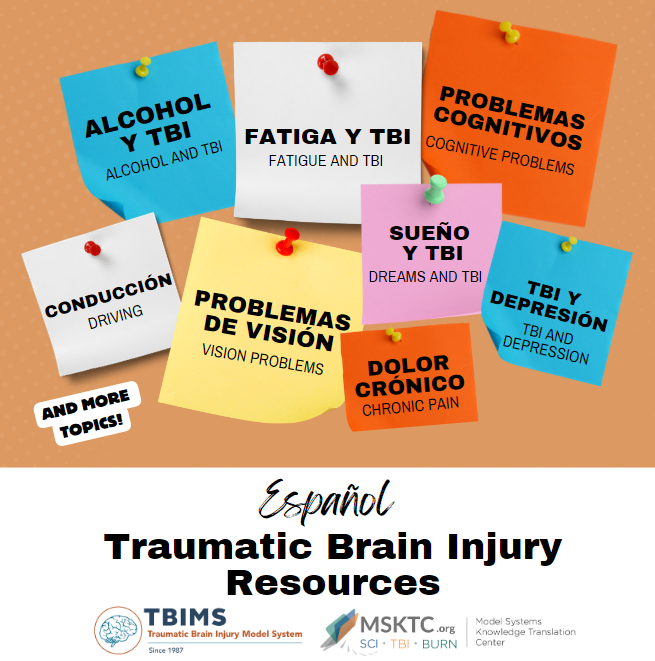 ALCOHOL
Y TBI
ALCOHOL AND TBI
FATIGA Y TBI
FATIGUE AND TBI
PROBLEMAS
COGNITIVOS
COGNITIVE PROBLEMS
SUEÑO
Y TBI
DREAMS AND TBI
CONDUCCIÓN
DRIVING
PROBLEMAS
DE VISIÓN
VISION PROBLEMS
TBI Y
DEPRESIÓN
TBI AND
DEPRESSION
DOLOR
CRÓNICO
CHRONIC PAIN
AND MORE
TOPICS!
Español
Traumatic Brain Injury
Resources
TBIMS
Traumatic Brain Injury Model System
Since 1987
MSKTC.org
SCI · TBI · BURN
Model Systems
Knowledge Translation
Center